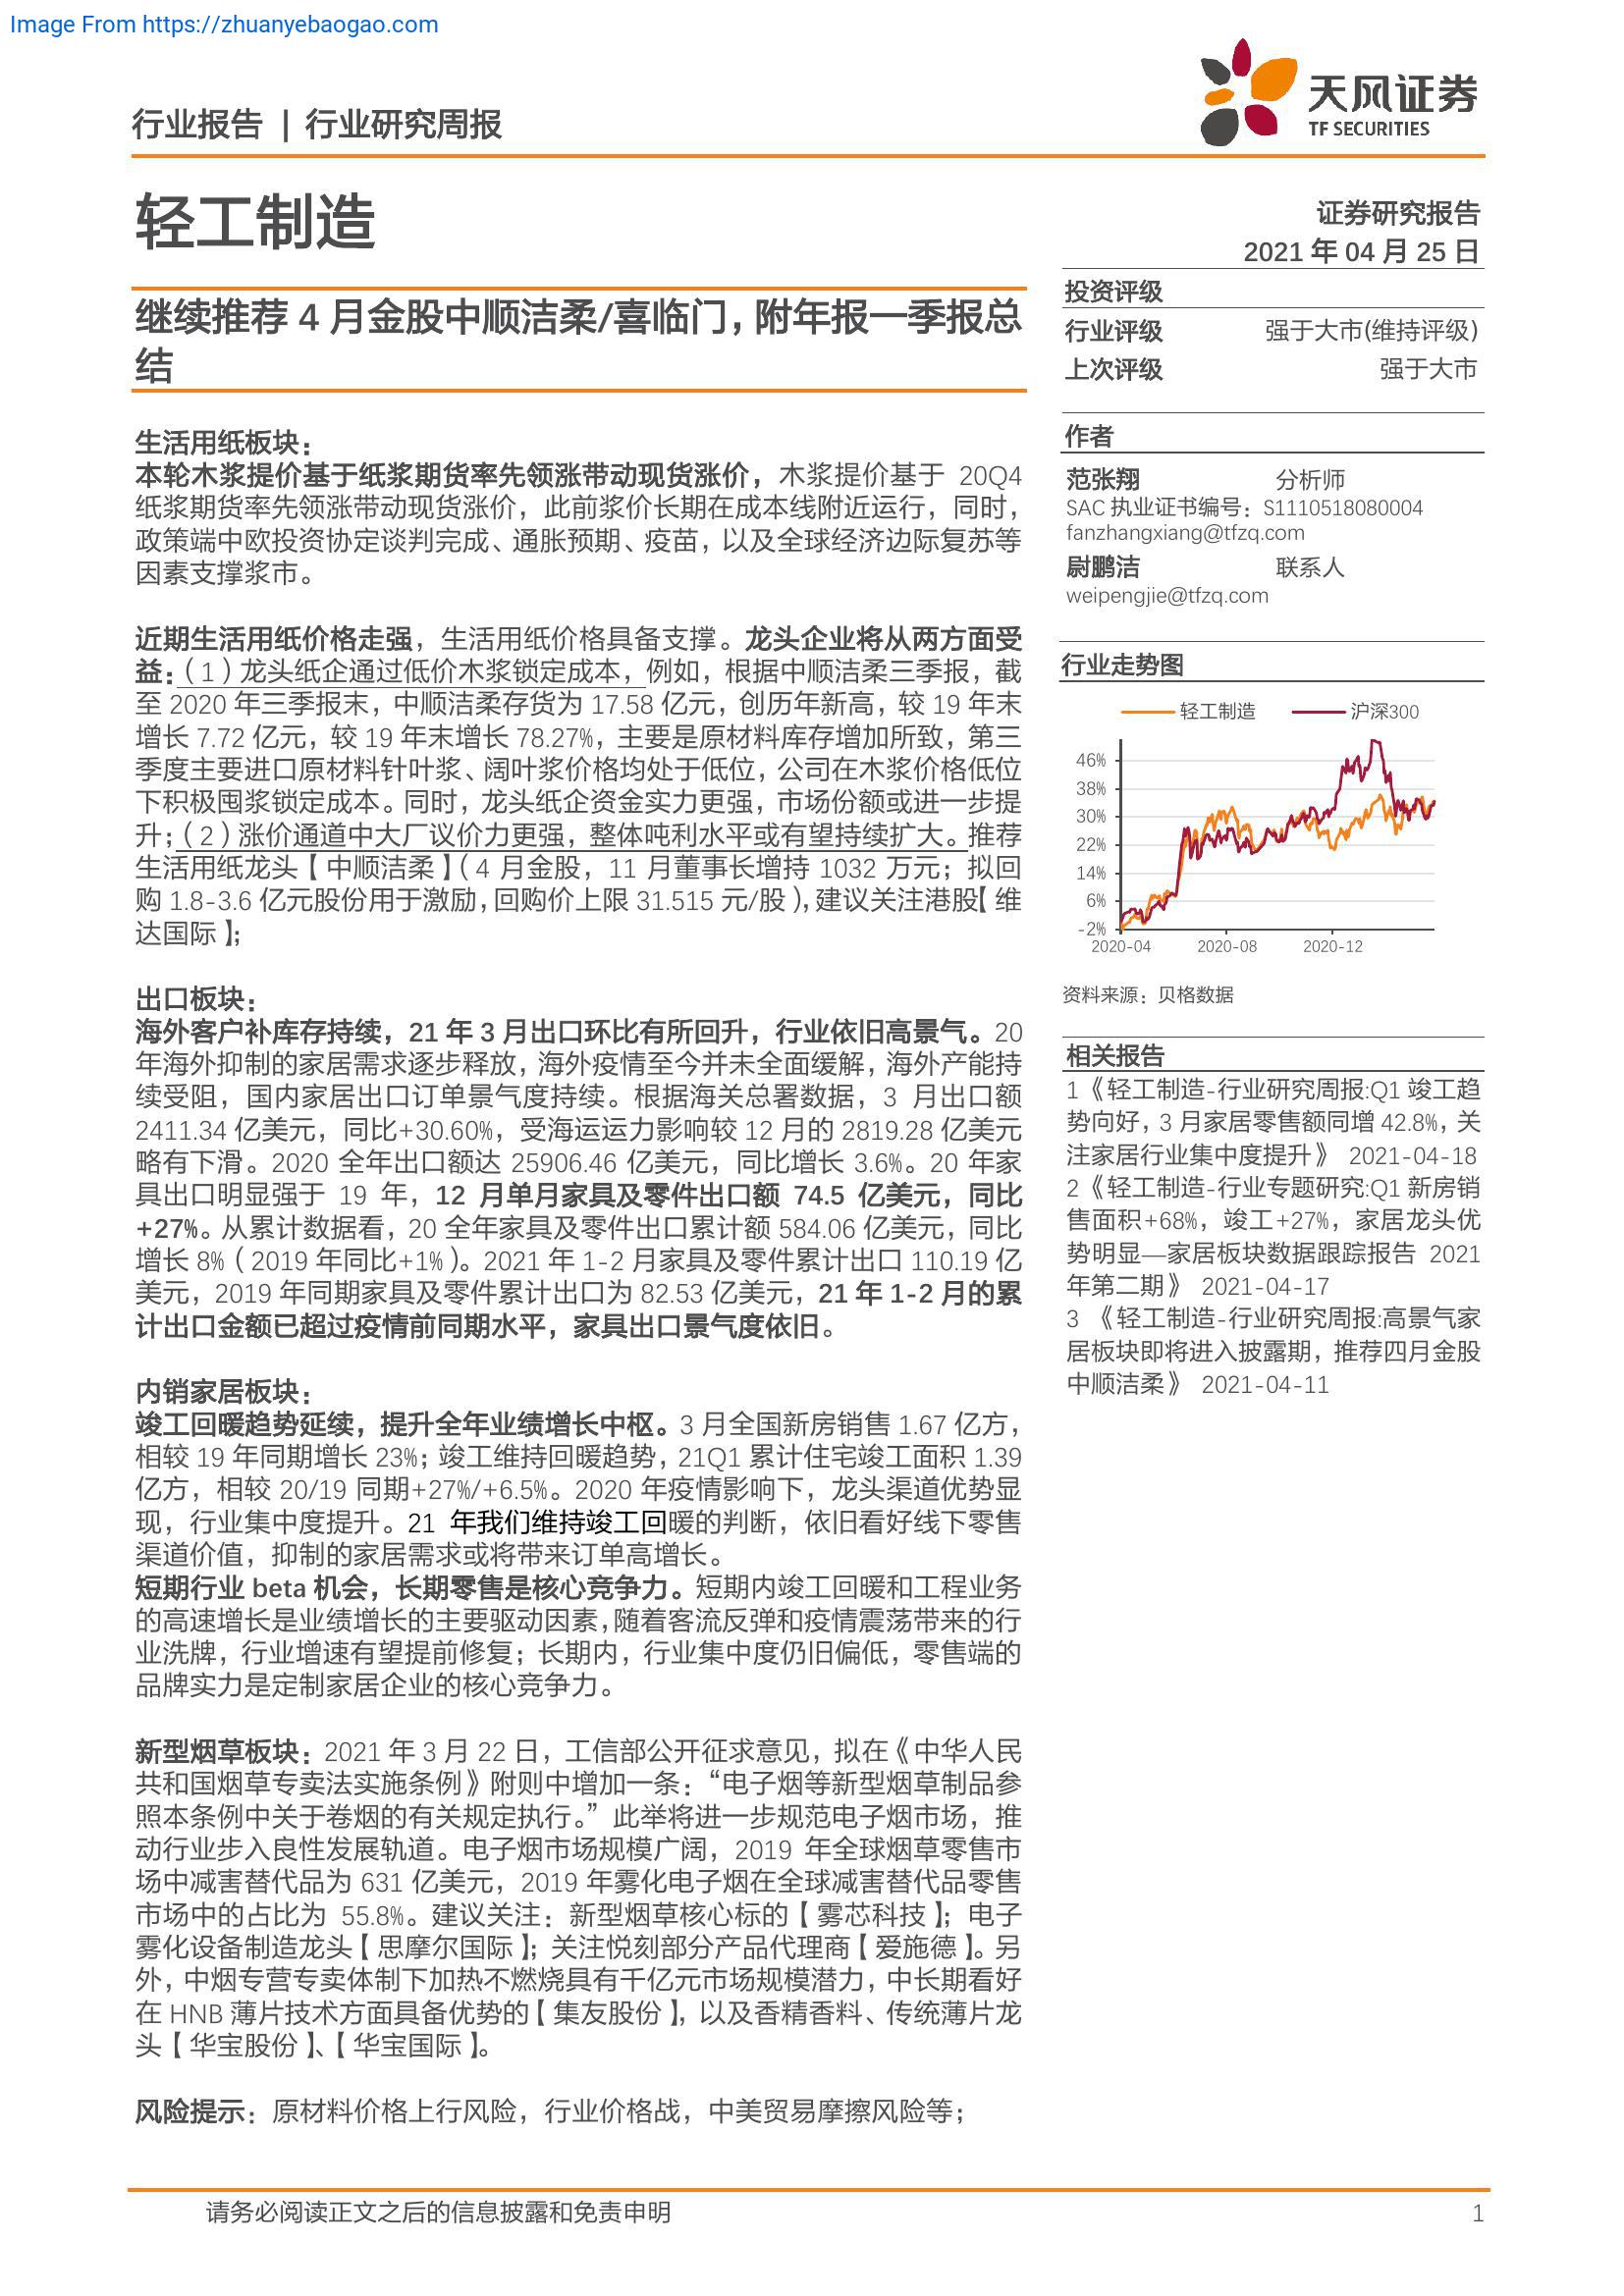 Image From https://zhuanyebaogao.com
天风证券
TF SECURITIES
行业报告 | 行业研究周报
轻工制造
证券研究报告
2021 年 04 月 25 日
继续推荐 4 月金股中顺洁柔/喜临门，附年报一季报总
结
生活用纸板块：
本轮木浆提价基于纸浆期货率先领涨带动现货涨价，木浆提价基于 20Q4
纸浆期货率先领涨带动现货涨价，此前浆价长期在成本线附近运行，同时，
政策端中欧投资协定谈判完成、通胀预期、疫苗，以及全球经济边际复苏等
因素支撑浆市。
近期生活用纸价格走强，生活用纸价格具备支撑。龙头企业将从两方面受
益：（1）龙头纸企通过低价木浆锁定成本，例如，根据中顺洁柔三季报，截
至 2020 年三季报末，中顺洁柔存货为 17.58 亿元，创历年新高，较 19 年末
增长 7.72 亿元，较 19 年末增长 78.27%，主要是原材料库存增加所致，第三
季度主要进口原材料针叶浆、阔叶浆价格均处于低位，公司在木浆价格低位
下积极囤浆锁定成本。同时，龙头纸企资金实力更强，市场份额或进一步提
升；（2）涨价通道中大厂议价力更强，整体吨利水平或有望持续扩大。推荐
生活用纸龙头【中顺洁柔】（4 月金股，11 月董事长增持 1032 万元；拟回
购 1.8-3.6 亿元股份用于激励，回购价上限 31.515 元/股），建议关注港股【维
达国际】；
出口板块：
海外客户补库存持续，21 年 3 月出口环比有所回升，行业依旧高景气。20
年海外抑制的家居需求逐步释放，海外疫情至今并未全面缓解，海外产能持
续受阻，国内家居出口订单景气度持续。根据海关总署数据，3 月出口额
2411.34 亿美元，同比+30.60%，受海运运力影响较 12 月的 2819.28 亿美元
略有下滑。2020 全年出口额达 25906.46 亿美元，同比增长 3.6%。20 年家
具出口明显强于 19 年，12 月单月家具及零件出口额 74.5 亿美元，同比
+27%。从累计数据看，20 全年家具及零件出口累计额 584.06 亿美元，同比
增长 8%（2019 年同比+1%）。2021 年 1-2 月家具及零件累计出口 110.19 亿
美元，2019 年同期家具及零件累计出口为 82.53 亿美元，21 年 1-2 月的累
计出口金额已超过疫情前同期水平，家具出口景气度依旧。
内销家居板块：
竣工回暖趋势延续，提升全年业绩增长中枢。3 月全国新房销售 1.67 亿方，
相较 19 年同期增长 23%；竣工维持回暖趋势，21Q1 累计住宅竣工面积 1.39
亿方，相较 20/19 同期+27%/+6.5%。2020 年疫情影响下，龙头渠道优势显
现，行业集中度提升。21 年我们维持竣工回暖的判断，依旧看好线下零售
渠道价值，抑制的家居需求或将带来订单高增长。
短期行业 beta 机会，长期零售是核心竞争力。短期内竣工回暖和工程业务
的高速增长是业绩增长的主要驱动因素，随着客流反弹和疫情震荡带来的行
业洗牌，行业增速有望提前修复；长期内，行业集中度仍旧偏低，零售端的
品牌实力是定制家居企业的核心竞争力。
新型烟草板块：2021 年 3 月 22 日，工信部公开征求意见，拟在《中华人民
共和国烟草专卖法实施条例》附则中增加一条：“电子烟等新型烟草制品参
照本条例中关于卷烟的有关规定执行。” 此举将进一步规范电子烟市场，推
动行业步入良性发展轨道。电子烟市场规模广阔，2019 年全球烟草零售市
场中减害替代品为 631 亿美元，2019 年雾化电子烟在全球减害替代品零售
市场中的占比为 55.8%。建议关注：新型烟草核心标的【雾芯科技】；电子
雾化设备制造龙头【思摩尔国际】；关注悦刻部分产品代理商【爱施德】。另
外，中烟专营专卖体制下加热不燃烧具有千亿元市场规模潜力，中长期看好
在 HNB 薄片技术方面具备优势的【集友股份】，以及香精香料、传统薄片龙
头【华宝股份】、【华宝国际】。
风险提示：原材料价格上行风险，行业价格战，中美贸易摩擦风险等；
投资评级
行业评级 强于大市(维持评级)
上次评级 强于大市
作者
范张翔 分析师
SAC 执业证书编号：S1110518080004
fanzhangxiang@tfzq.com
尉鹏洁 联系人
weipengjie@tfzq.com
行业走势图
轻工制造 沪深300
46%
38%
30%
22%
14%
6%
-2%
2020-04 2020-08 2020-12
资料来源：贝格数据
相关报告
1《轻工制造-行业研究周报:Q1 竣工趋
势向好，3 月家居零售额同增 42.8%，关
注家居行业集中度提升》 2021-04-18
2《轻工制造-行业专题研究:Q1 新房销
售面积+68%，竣工+27%，家居龙头优
势明显—家居板块数据跟踪报告 2021
年第二期》 2021-04-17
3 《轻工制造-行业研究周报:高景气家
居板块即将进入披露期，推荐四月金股
中顺洁柔》 2021-04-11
请务必阅读正文之后的信息披露和免责申明 1